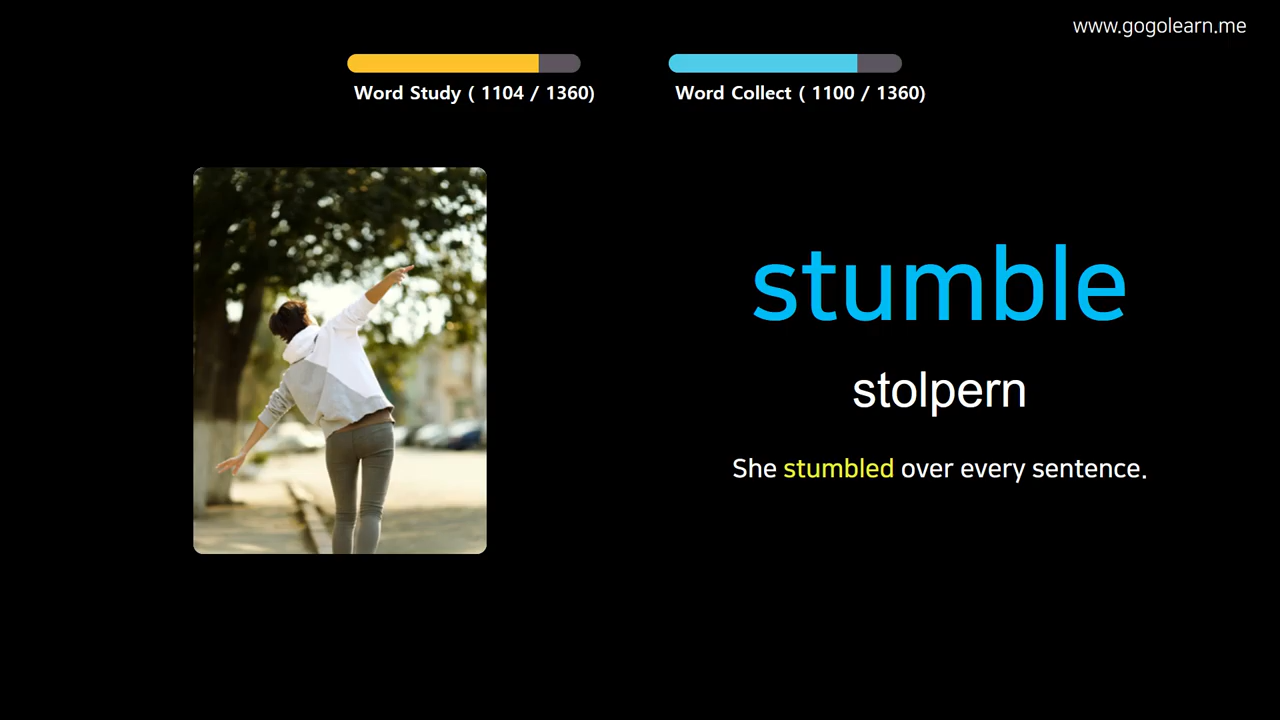 www.gogolearn.me
Word Study ( 1104 / 1360)
Word Collect ( 1100 / 1360)
stumble
stolpern
She stumbled over every sentence.